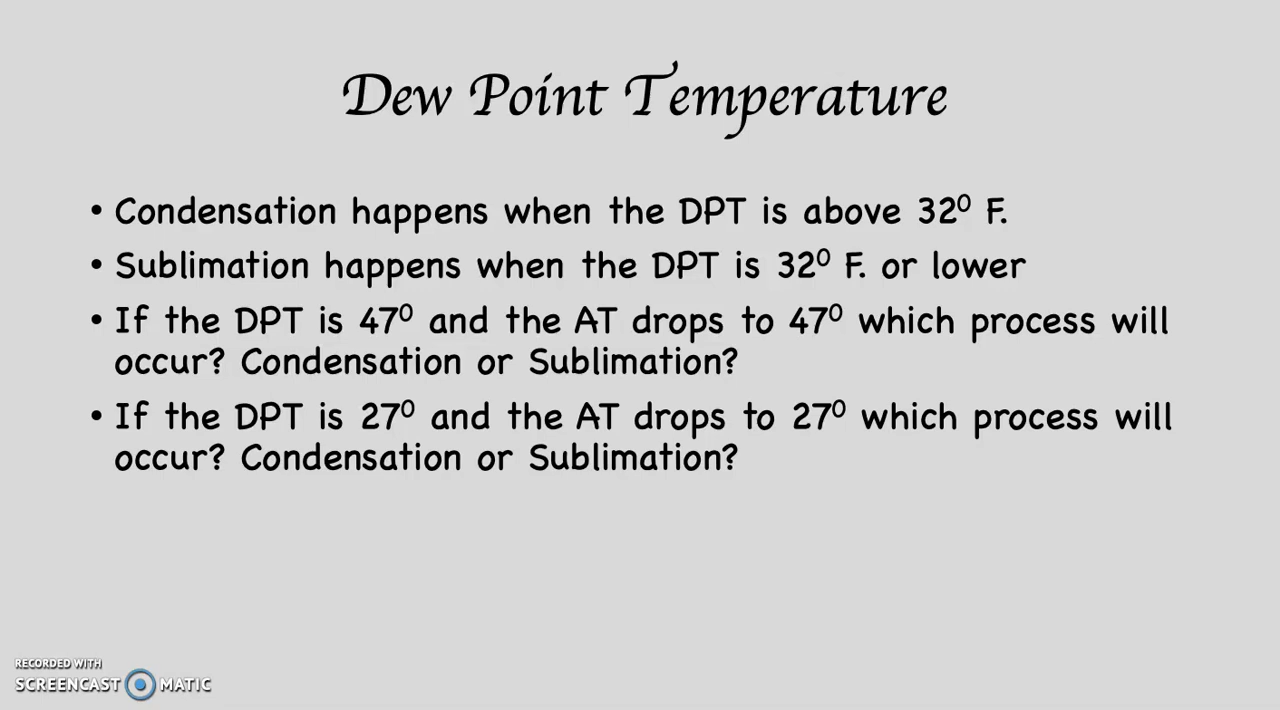 Dew Point Temperature
• Condensation happens when the DPT is above 32⁰ F.
• Sublimation happens when the DPT is 32⁰ F. or lower
• If the DPT is 47⁰ and the AT drops to 47⁰ which process will
occur? Condensation or Sublimation?
• If the DPT is 27⁰ and the AT drops to 27⁰ which process will
occur? Condensation or Sublimation?
RECORDED WITH
SCREENCAST MATIC